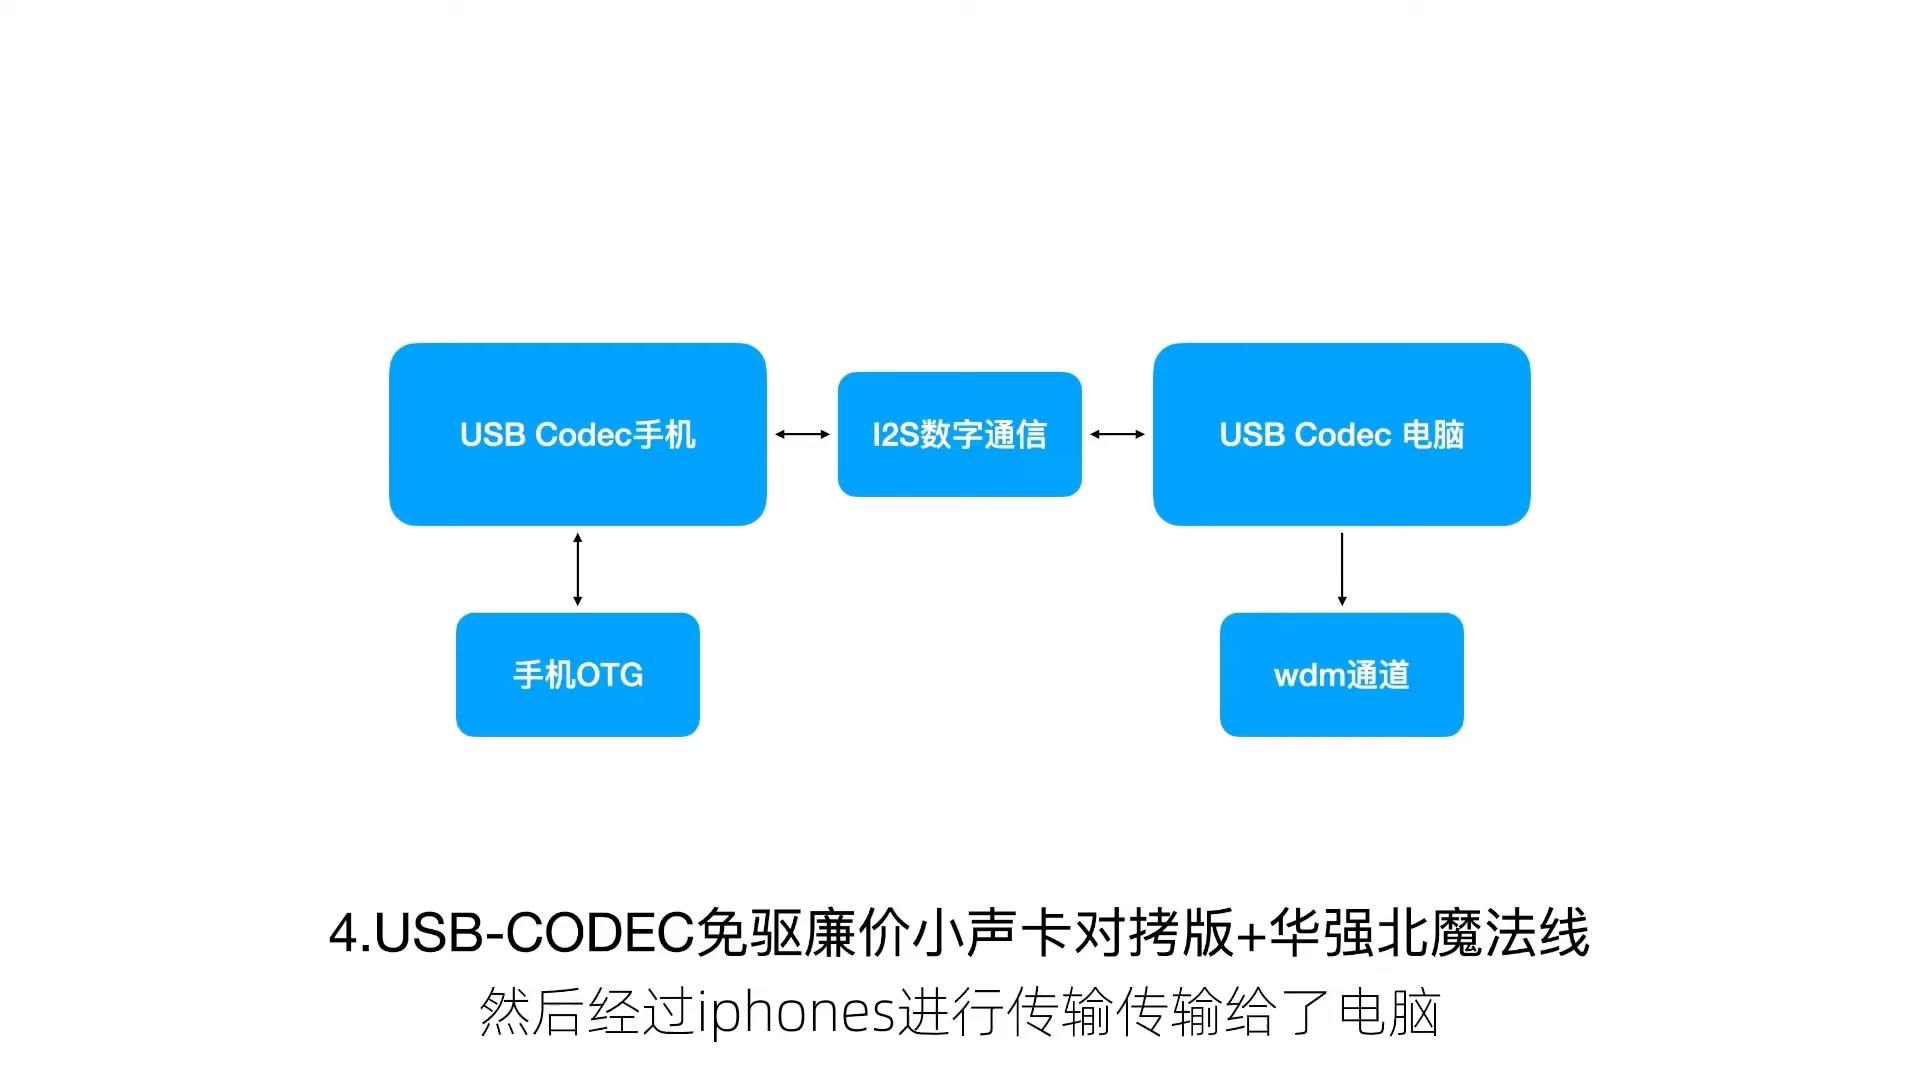 USB Codec手机
I2S数字通信
USB Codec 电脑
手机OTG
wdm通道
4.USB-CODEC免驱廉价小声卡对拷版+华强北魔法线
然后经过iphones进行传输传输给了电脑